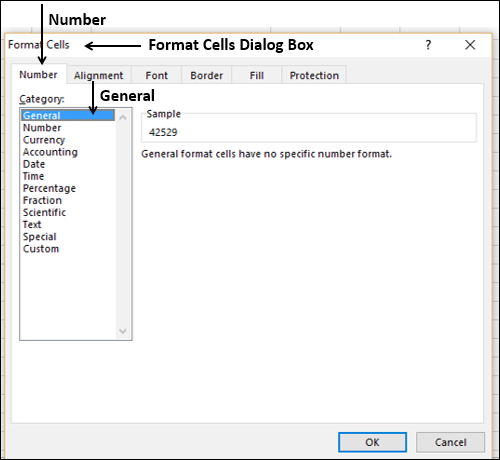 Number
Format Cells
Format Cells Dialog Box
?
Number Alignment Font Border Fill Protection
General
Category:
General
Number
Currency
Accounting
Date
Time
Percentage
Fraction
Scientific
Text
Special
Custom
Sample
42529
General format cells have no specific number format.
OK Cancel